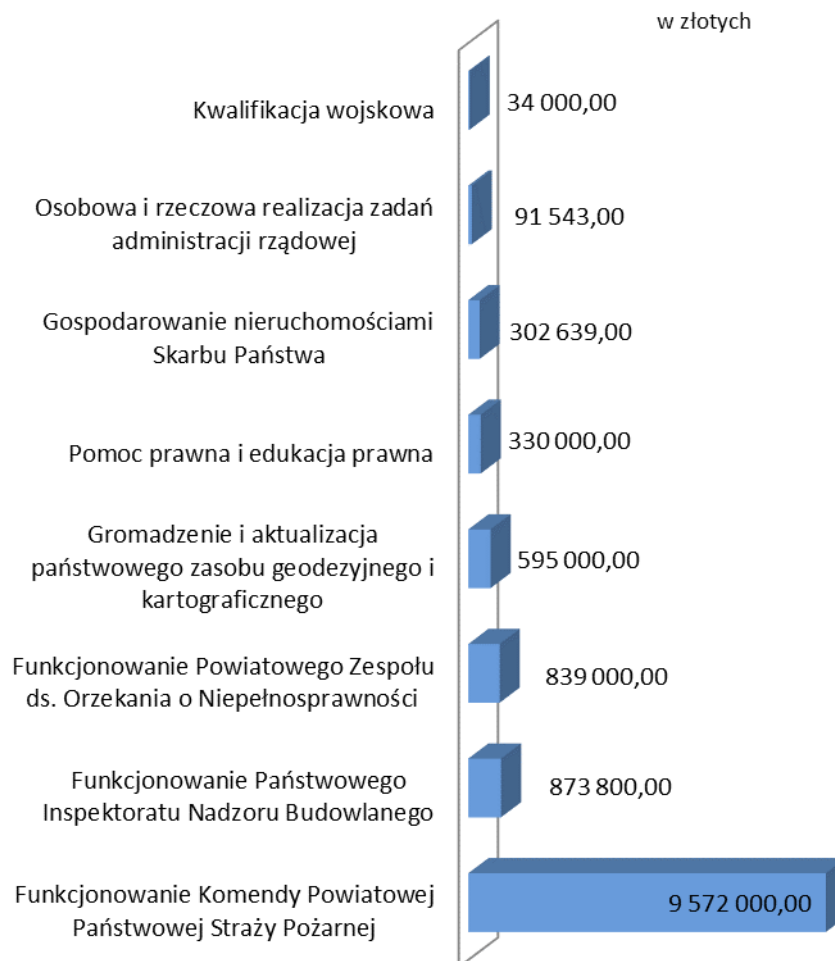 w złotych
Kwalifikacja wojskowa
34 000,00
Osobowa i rzeczowa realizacja zadań
administracji rządowej
91 543,00
Gospodarowanie nieruchomościami
Skarbu Państwa
302 639,00
Pomoc prawna i edukacja prawna
330 000,00
Gromadzenie i aktualizacja
państwowego zasobu geodezyjnego i
kartograficznego
595 000,00
Funkcjonowanie Powiatowego Zespołu
ds. Orzekania o Niepełnosprawności
839 000,00
Funkcjonowanie Państwowego
Inspektoratu Nadzoru Budowlanego
873 800,00
Funkcjonowanie Komendy Powiatowej
Państwowej Straży Pożarnej
9 572 000,00